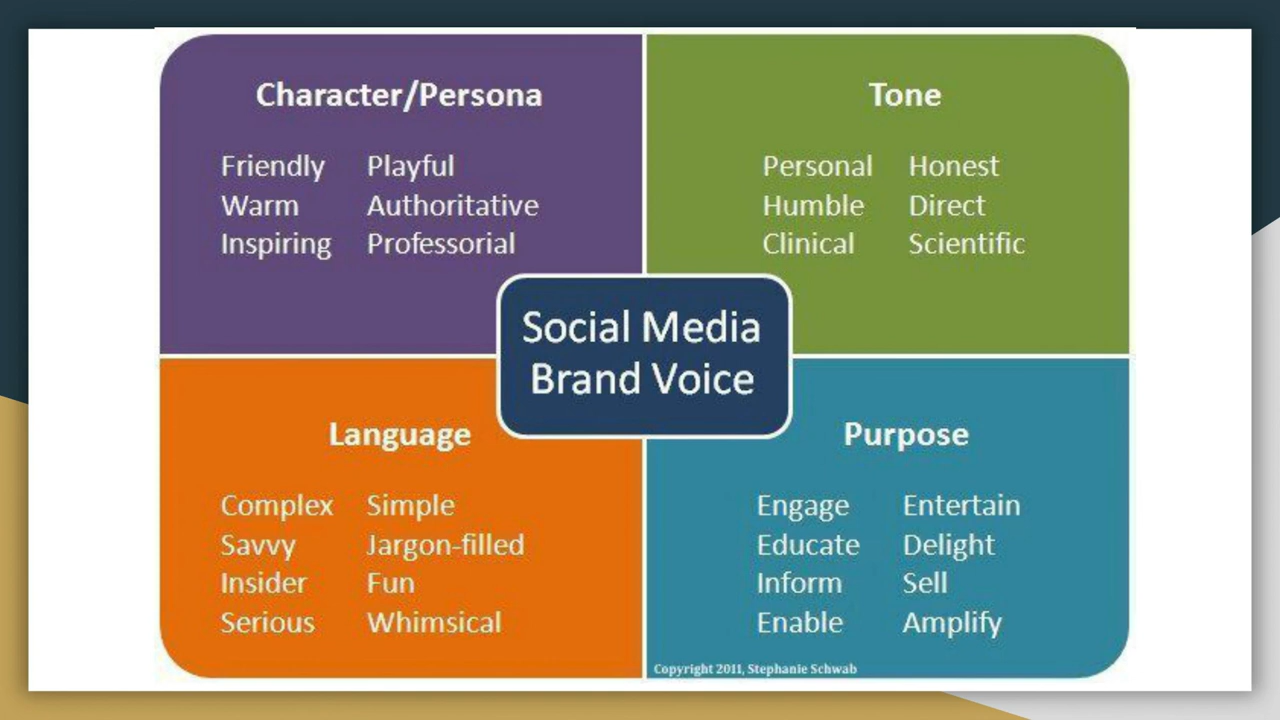 Character/Persona
Friendly Playful
Warm Authoritative
Inspiring Professorial
Tone
Personal Honest
Humble Direct
Clinical Scientific
Social Media
Brand Voice
Language
Complex Simple
Savvy Jargon-filled
Insider Fun
Serious Whimsical
Purpose
Engage Entertain
Educate Delight
Inform Sell
Enable Amplify
Copyright 2011, Stephanie Schwab